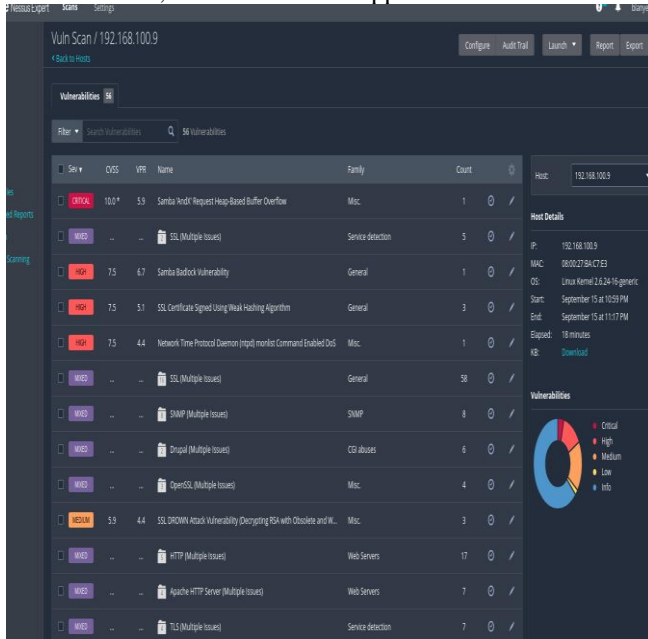 Nessus Expert Scans Settings
Vuln Scan / 192.168.100.9
Configure Audit Trail Launch ▼ Report Export
‹ Back to Hosts
Vulnerabilities 56
Filter ▼ Search Vulnerabilities 56 Vulnerabilities
Sev ▼ CVSS VPR Name Family Count
Host: 192.168.100.9
CRITICAL 10.0 * 5.9 Samba 'AndX' Request Heap-Based Buffer Overflow Misc. 1
MIXED ... ... SSL (Multiple Issues) Service detection 5
HIGH 7.5 6.7 Samba Badlock Vulnerability General 1
HIGH 7.5 5.1 SSL Certificate Signed Using Weak Hashing Algorithm General 3
HIGH 7.5 4.4 Network Time Protocol Daemon (ntpd) monlist Command Enabled DoS Misc. 1
MIXED ... ... SSL (Multiple Issues) General 58
MIXED ... ... SNMP (Multiple Issues) SNMP 8
MIXED ... ... Drupal (Multiple Issues) CGI abuses 6
MIXED ... ... OpenSSL (Multiple Issues) Misc. 4
MEDIUM 5.9 4.4 SSL DROWN Attack Vulnerability (Decrypting RSA with Obsolete and W... Misc. 3
MIXED ... ... HTTP (Multiple Issues) Web Servers 17
MIXED ... ... Apache HTTP Server (Multiple Issues) Web Servers 7
MIXED ... ... TLS (Multiple Issues) Service detection 7
Host Details
IP: 192.168.100.9
MAC: 08:00:27:BA:C7:E3
OS: Linux Kernel 2.6.24-16-generic
Start: September 15 at 10:59 PM
End: September 15 at 11:17 PM
Elapsed: 18 minutes
KB: Download
Vulnerabilities
Critical
High
Medium
Low
Info
Reports
Scanning